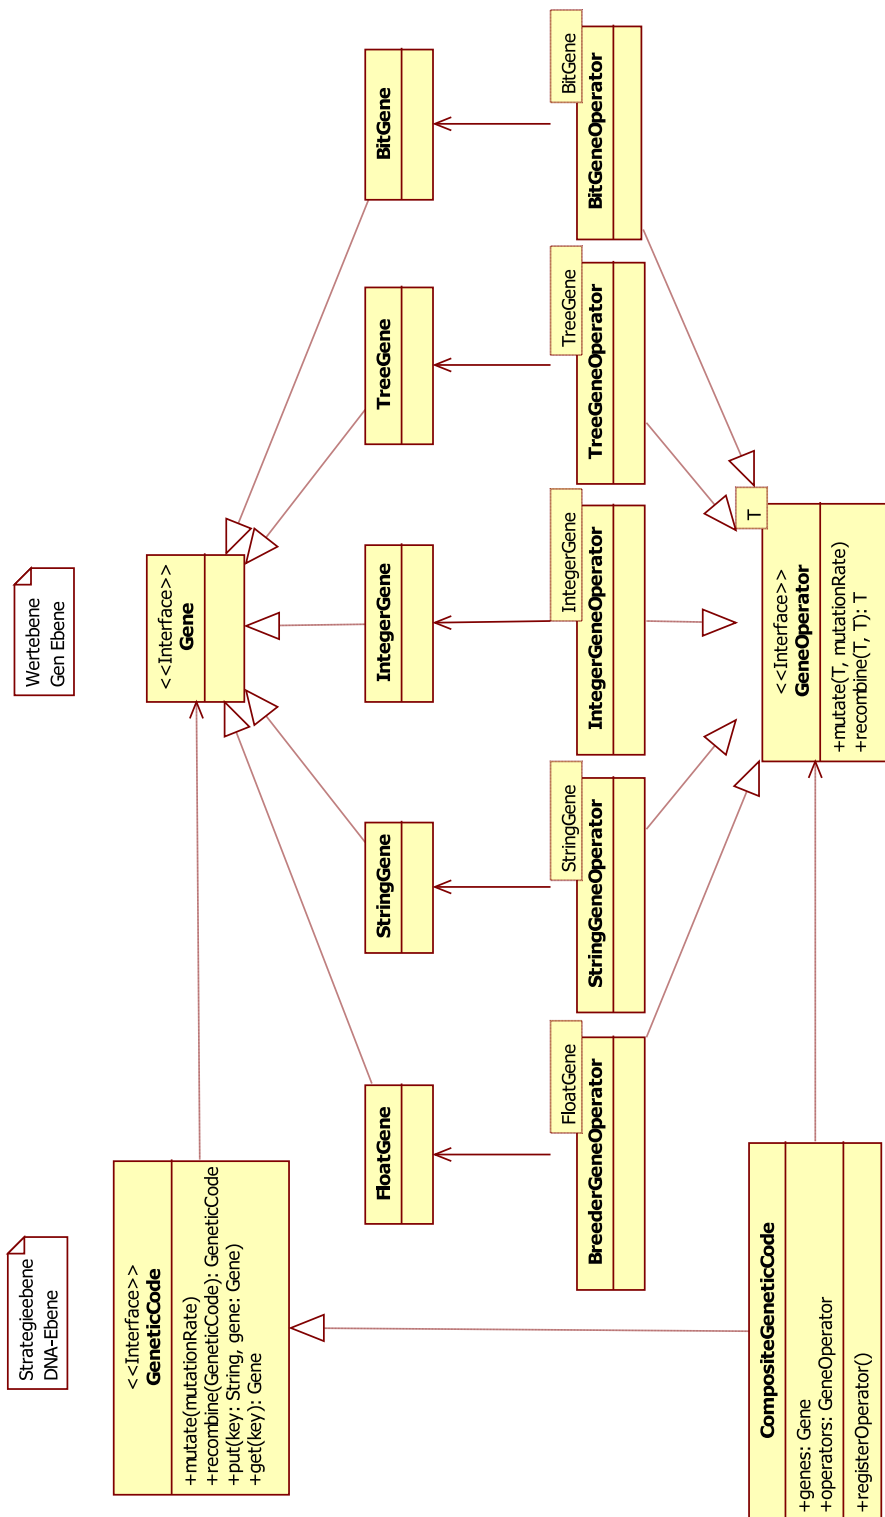 Strategieebene
DNA-Ebene
Wertebene
Gen Ebene
<<Interface>>
GeneticCode
+mutate(mutationRate)
+recombine(GeneticCode): GeneticCode
+put(key: String, gene: Gene)
+get(key): Gene
<<Interface>>
Gene
FloatGene
StringGene
IntegerGene
TreeGene
BitGene
FloatGene
BreederGeneOperator
StringGene
StringGeneOperator
IntegerGene
IntegerGeneOperator
TreeGene
TreeGeneOperator
BitGene
BitGeneOperator
CompositeGeneticCode
+genes: Gene
+operators: GeneOperator
+registerOperator()
T
<<Interface>>
GeneOperator
+mutate(T, mutationRate)
+recombine(T, T): T